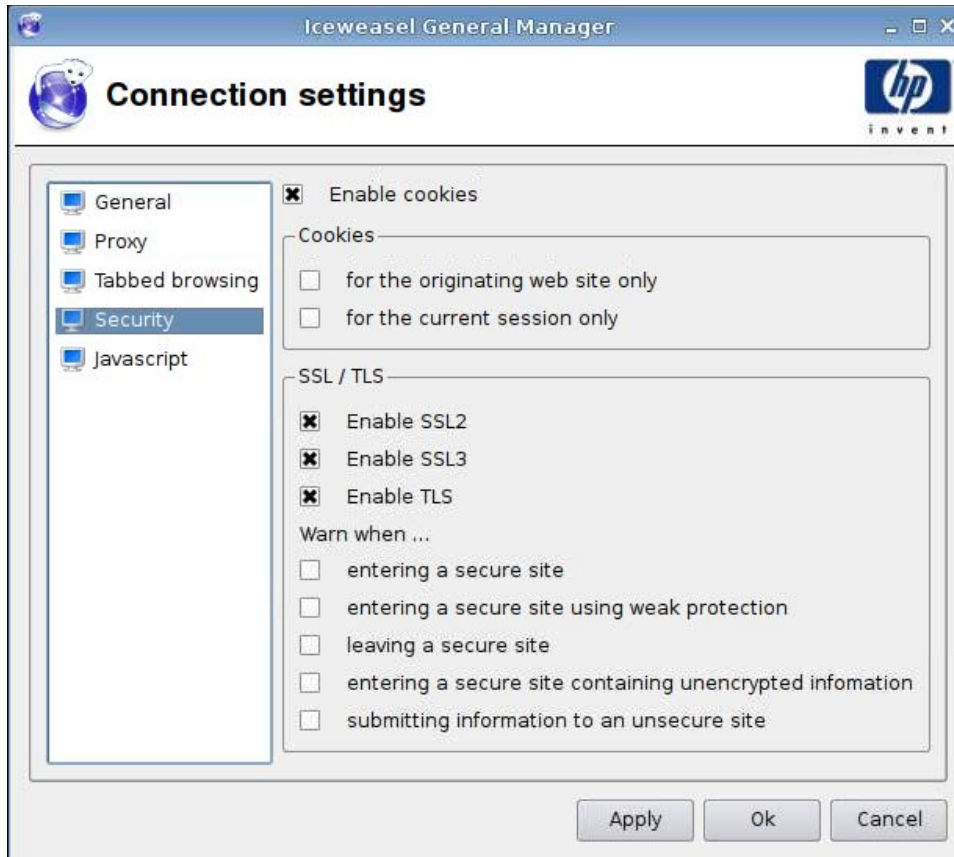 Iceweasel General Manager
Connection settings
hp
invent
General
Proxy
Tabbed browsing
Security
Javascript
Enable cookies
Cookies
for the originating web site only
for the current session only
SSL / TLS
Enable SSL2
Enable SSL3
Enable TLS
Warn when ...
entering a secure site
entering a secure site using weak protection
leaving a secure site
entering a secure site containing unencrypted infomation
submitting information to an unsecure site
Apply
Ok
Cancel